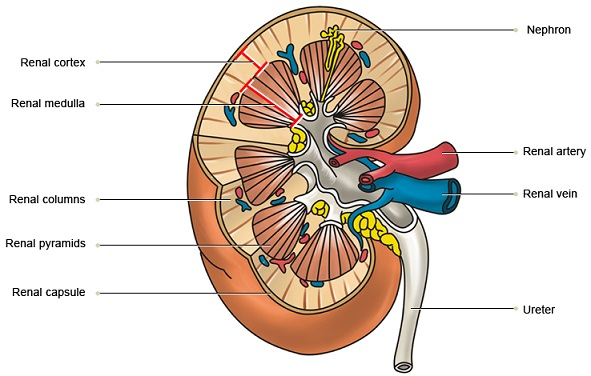 Nephron
Renal cortex
Renal medulla
Renal artery
Renal vein
Renal columns
Renal pyramids
Renal capsule
Ureter